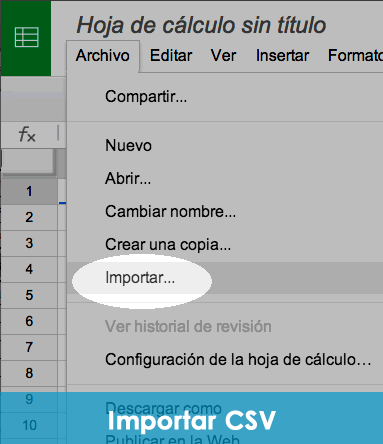 Hoja de cálculo sin título
Archivo Editar Ver Insertar Formato
Compartir...
fx
Nuevo
1
Abrir...
2
Cambiar nombre...
3
Crear una copia...
4
Importar...
5
6
Ver historial de revisión
7
Configuración de la hoja de cálculo...
8
9
Descargar como
Importar CSV
10
Publicar en la Web